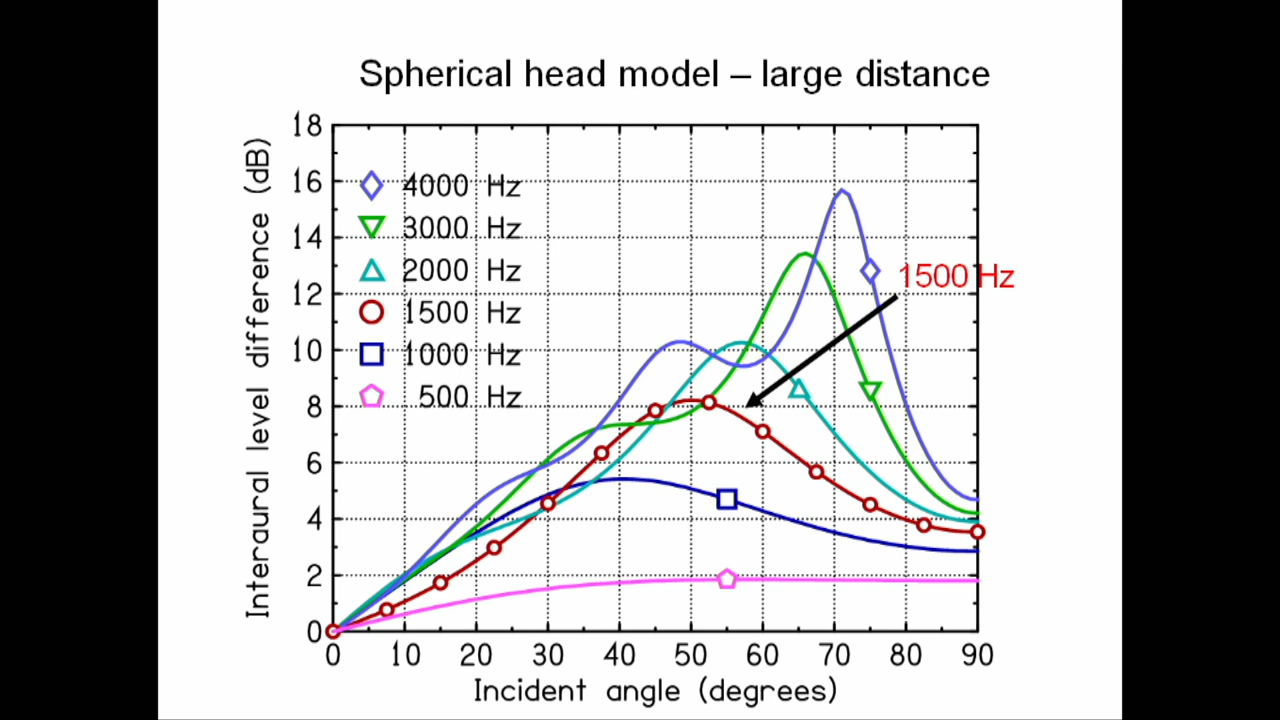 Spherical head model – large distance
Interaural level difference (dB)
18
16
14
12
10
8
6
4
2
0
4000 Hz
3000 Hz
2000 Hz
1500 Hz
1000 Hz
500 Hz
1500 Hz
0 10 20 30 40 50 60 70 80 90
Incident angle (degrees)